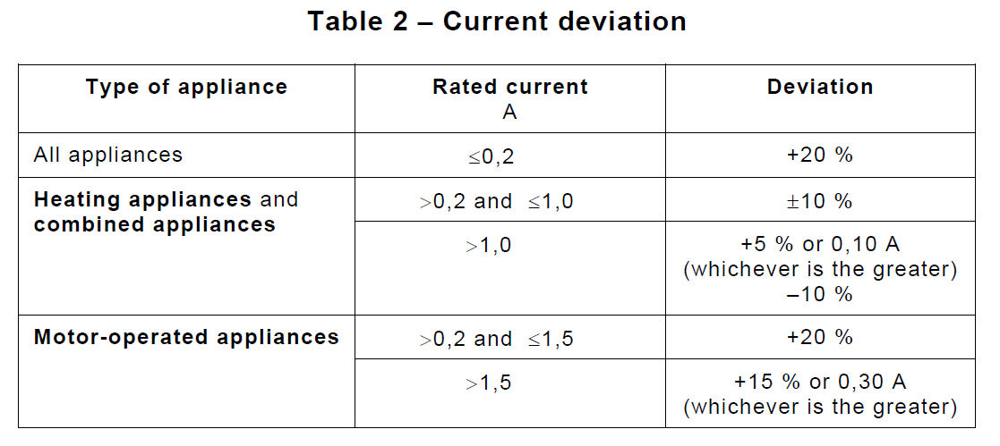 Table 2 – Current deviation
Type of appliance
Rated current
A
Deviation
All appliances
≤0,2
+20 %
Heating appliances and
combined appliances
>0,2 and ≤1,0
±10 %
>1,0
+5 % or 0,10 A
(whichever is the greater)
–10 %
Motor-operated appliances
>0,2 and ≤1,5
+20 %
>1,5
+15 % or 0,30 A
(whichever is the greater)